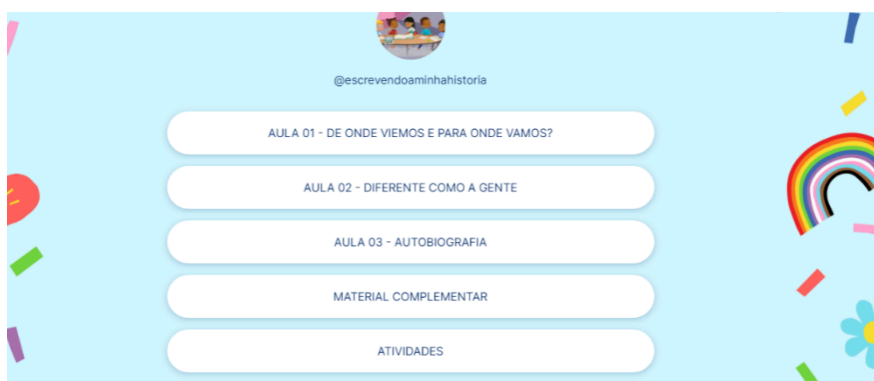 @escrevendoaminhahistoria
AULA 01 - DE ONDE VIEMOS E PARA ONDE VAMOS?
AULA 02 - DIFERENTE COMO A GENTE
AULA 03 - AUTOBIOGRAFIA
MATERIAL COMPLEMENTAR
ATIVIDADES